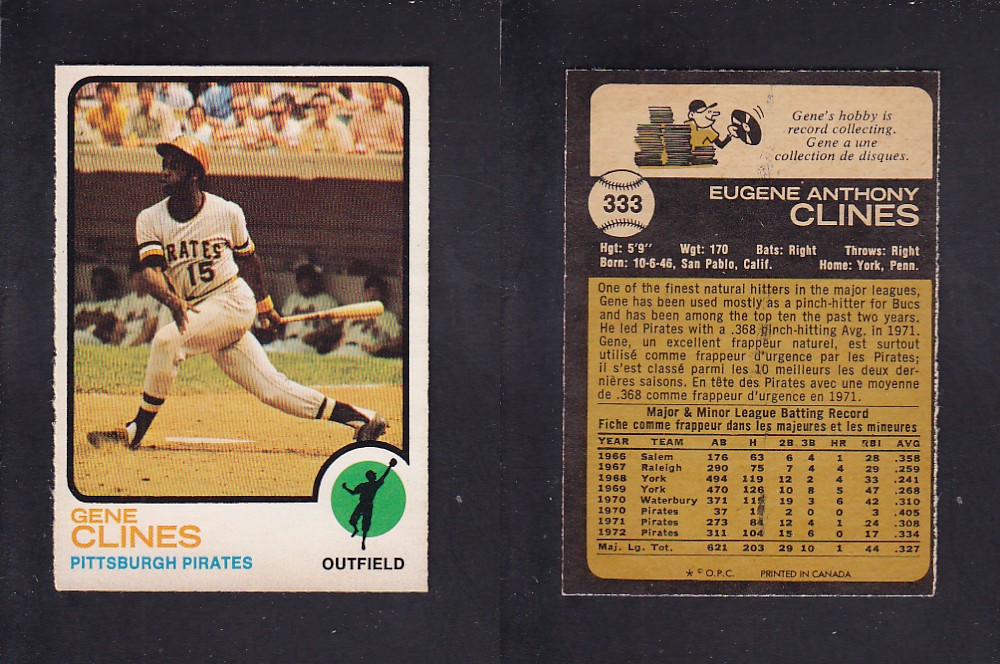 PIRATES
15
GENE
CLINES
PITTSBURGH PIRATES
OUTFIELD
Gene's hobby is
record collecting.
Gene a une
collection de disques.
333
EUGENE ANTHONY
CLINES
Hgt: 5'9" Wgt: 170 Bats: Right Throws: Right
Born: 10-6-46, San Pablo, Calif. Home: York, Penn.
One of the finest natural hitters in the major leagues,
Gene has been used mostly as a pinch-hitter for Bucs
and has been among the top ten the past two years.
He led Pirates with a .368 pinch-hitting Avg. in 1971.
Gene, un excellent frappeur naturel, est surtout
utilisé comme frappeur d'urgence par les Pirates;
il s'est classé parmi les 10 meilleurs les deux der-
nières saisons. En tête des Pirates avec une moyenne
de .368 comme frappeur d'urgence en 1971.
Major & Minor League Batting Record
Fiche comme frappeur dans les majeures et les mineures
YEAR TEAM AB H 2B 3B HR RBI AVG
1966 Salem 176 63 6 4 1 28 .358
1967 Raleigh 290 75 7 4 4 29 .259
1968 York 494 119 12 2 4 33 .241
1969 York 470 126 10 8 5 47 .268
1970 Waterbury 371 115 19 3 6 42 .310
1970 Pirates 37 2 0 0 3 .405
1971 Pirates 273 84 12 4 1 24 .308
1972 Pirates 311 104 15 6 0 17 .334
Maj. Lg. Tot. 621 203 29 10 1 44 .327
* © O.P.C. PRINTED IN CANADA